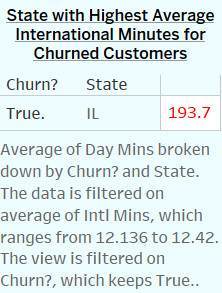 State with Highest Average
International Minutes for
Churned Customers
Churn? State
True. IL 193.7
Average of Day Mins broken
down by Churn? and State.
The data is filtered on
average of Intl Mins, which
ranges from 12.136 to 12.42.
The view is filtered on
Churn?, which keeps True..